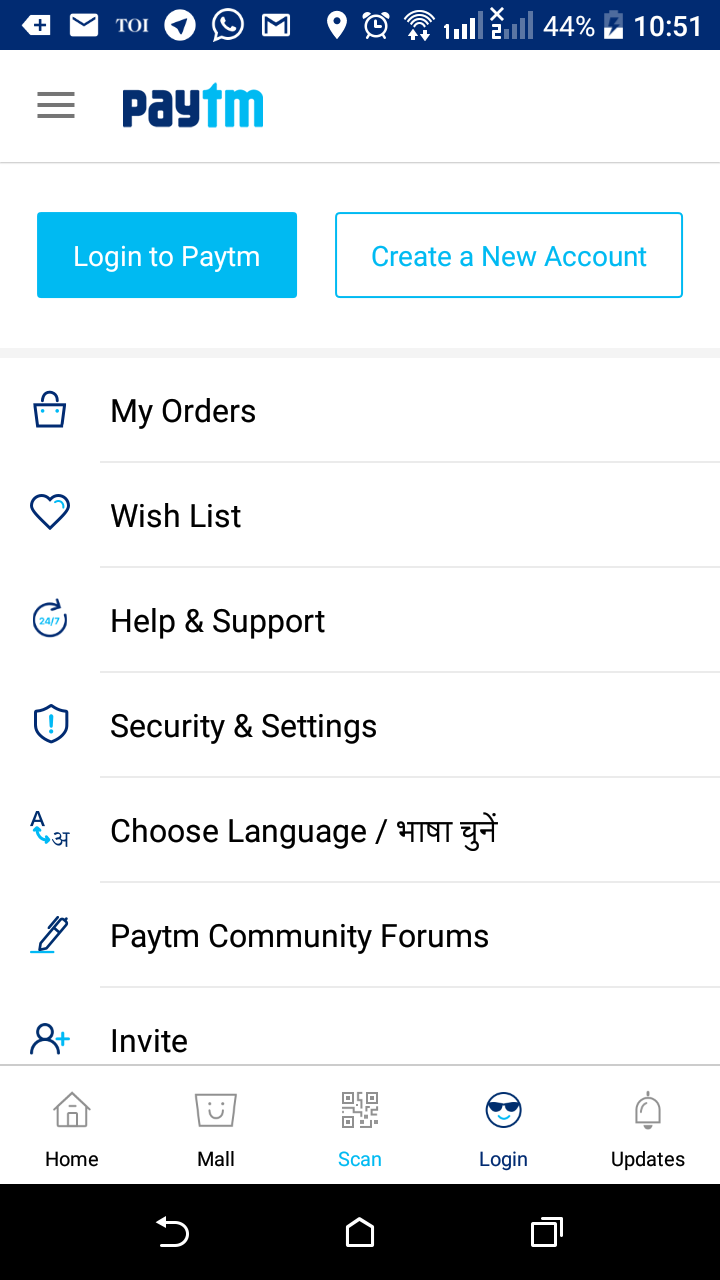 TOI 2 44% 10:51
paytm
Login to Paytm
Create a New Account
My Orders
Wish List
24/7
Help & Support
Security & Settings
A
अ
Choose Language / भाषा चुनें
Paytm Community Forums
Invite
Home
Mall
Scan
Login
Updates